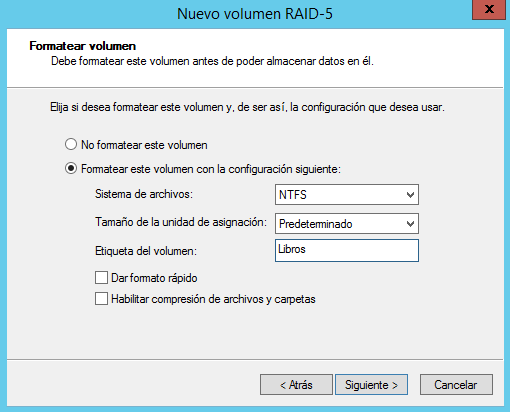 Nuevo volumen RAID-5
x
Formatear volumen
Debe formatear este volumen antes de poder almacenar datos en él.
Elija si desea formatear este volumen y, de ser así, la configuración que desea usar.
No formatear este volumen
Formatear este volumen con la configuración siguiente:
Sistema de archivos: NTFS
Tamaño de la unidad de asignación: Predeterminado
Etiqueta del volumen: Libros
Dar formato rápido
Habilitar compresión de archivos y carpetas
< Atrás Siguiente > Cancelar